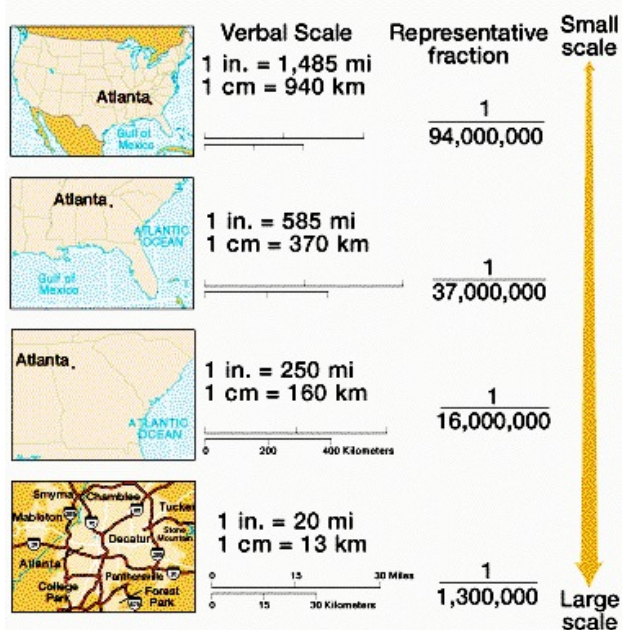 Verbal Scale
Representative
fraction
Small
scale
Atlanta
Gulf of
Mexico
1 in. = 1,485 mi
1 cm = 940 km
1
94,000,000
Atlanta
ATLANTIC
OCEAN
Gulf of
Mexico
1 in. = 585 mi
1 cm = 370 km
1
37,000,000
Atlanta
ATLANTIC
OCEAN
1 in. = 250 mi
1 cm = 160 km
0 200 400 Kilometers
1
16,000,000
Smyrna
Chamblee
Tucker
Mableton
Stone
Mountain
Decatur
Atlanta
Panthersville
College
Park
Forest
Park
1 in. = 20 mi
1 cm = 13 km
0 15 30 Miles
0 15 30 Kilometers
1
1,300,000
Large
scale